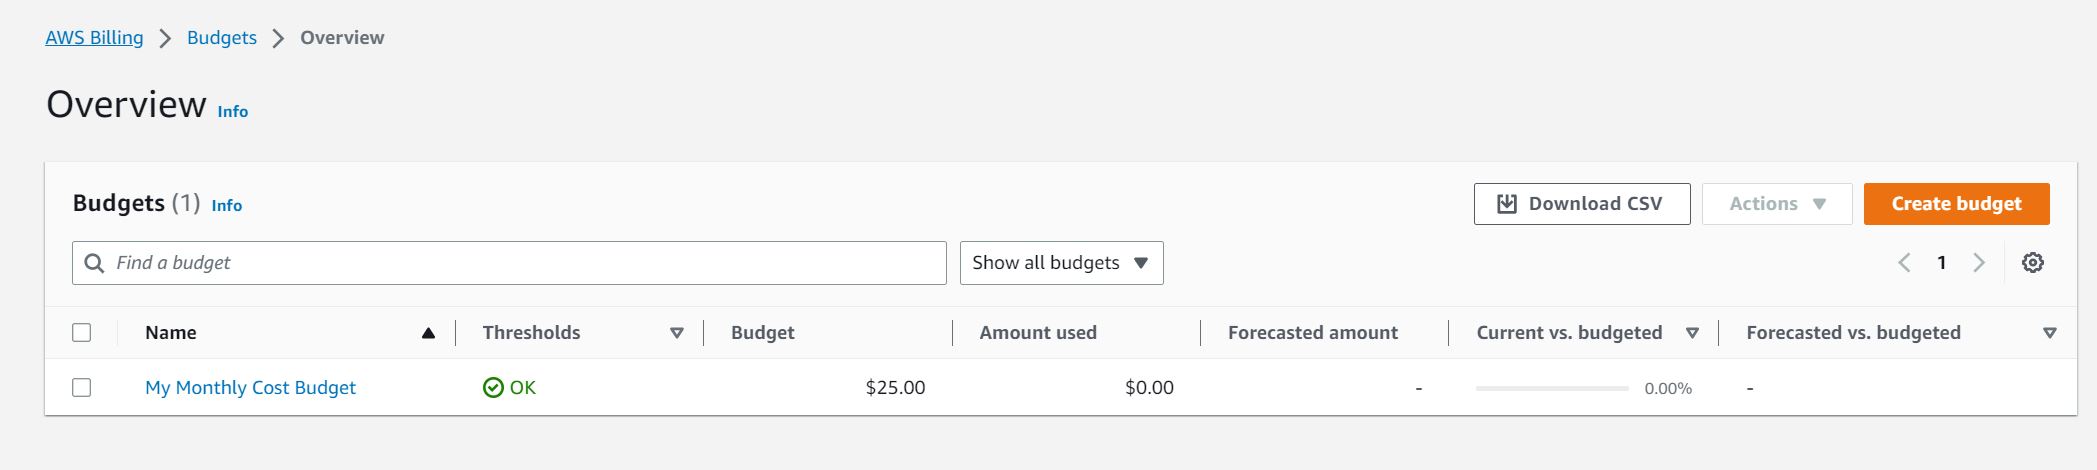 AWS Billing > Budgets > Overview
Overview Info
Budgets (1) Info
Download CSV Actions Create budget
Find a budget Show all budgets 1
Name Thresholds Budget Amount used Forecasted amount Current vs. budgeted Forecasted vs. budgeted
My Monthly Cost Budget OK $25.00 $0.00 - 0.00% -